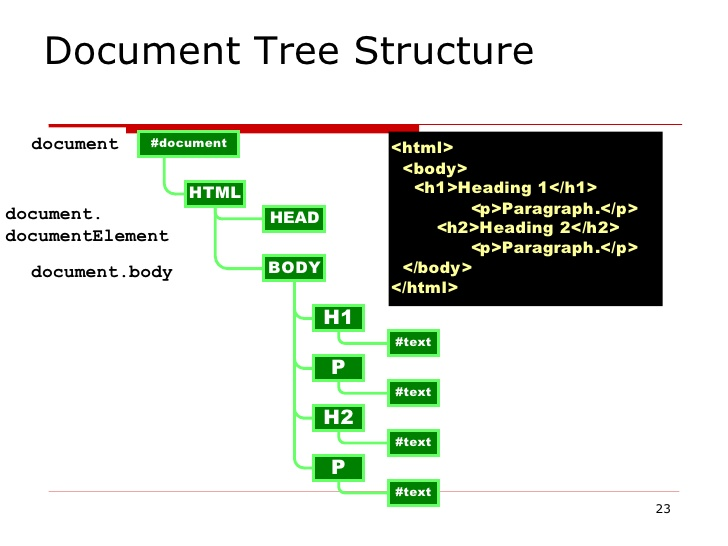 Document Tree Structure
document
#document
HTML
document.
documentElement
HEAD
document.body
BODY
H1
#text
P
#text
H2
#text
P
#text
<html>
<body>
<h1>Heading 1</h1>
<p>Paragraph.</p>
<h2>Heading 2</h2>
<p>Paragraph.</p>
</body>
</html>
23